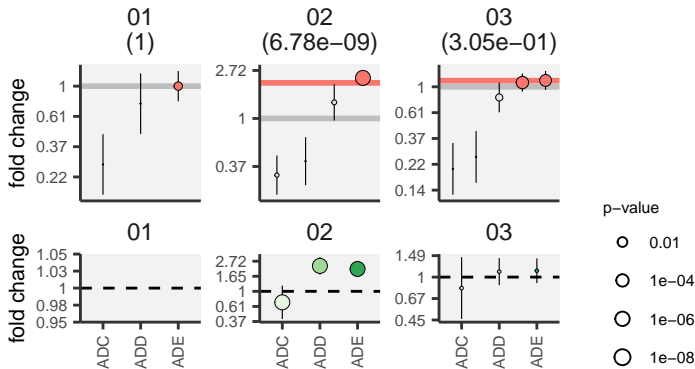 01
(1)
02
(6.78e−09)
03
(3.05e−01)
fold change
1
0.61
0.37
0.22
2.72
1
0.37
1
0.61
0.37
0.22
0.14
01
02
03
fold change
1.05
1.03
1
0.98
0.95
2.72
1.65
1
0.61
0.37
1.49
1
0.67
0.45
ADC
ADD
ADE
ADC
ADD
ADE
ADC
ADD
ADE
p−value
0.01
1e−04
1e−06
1e−08